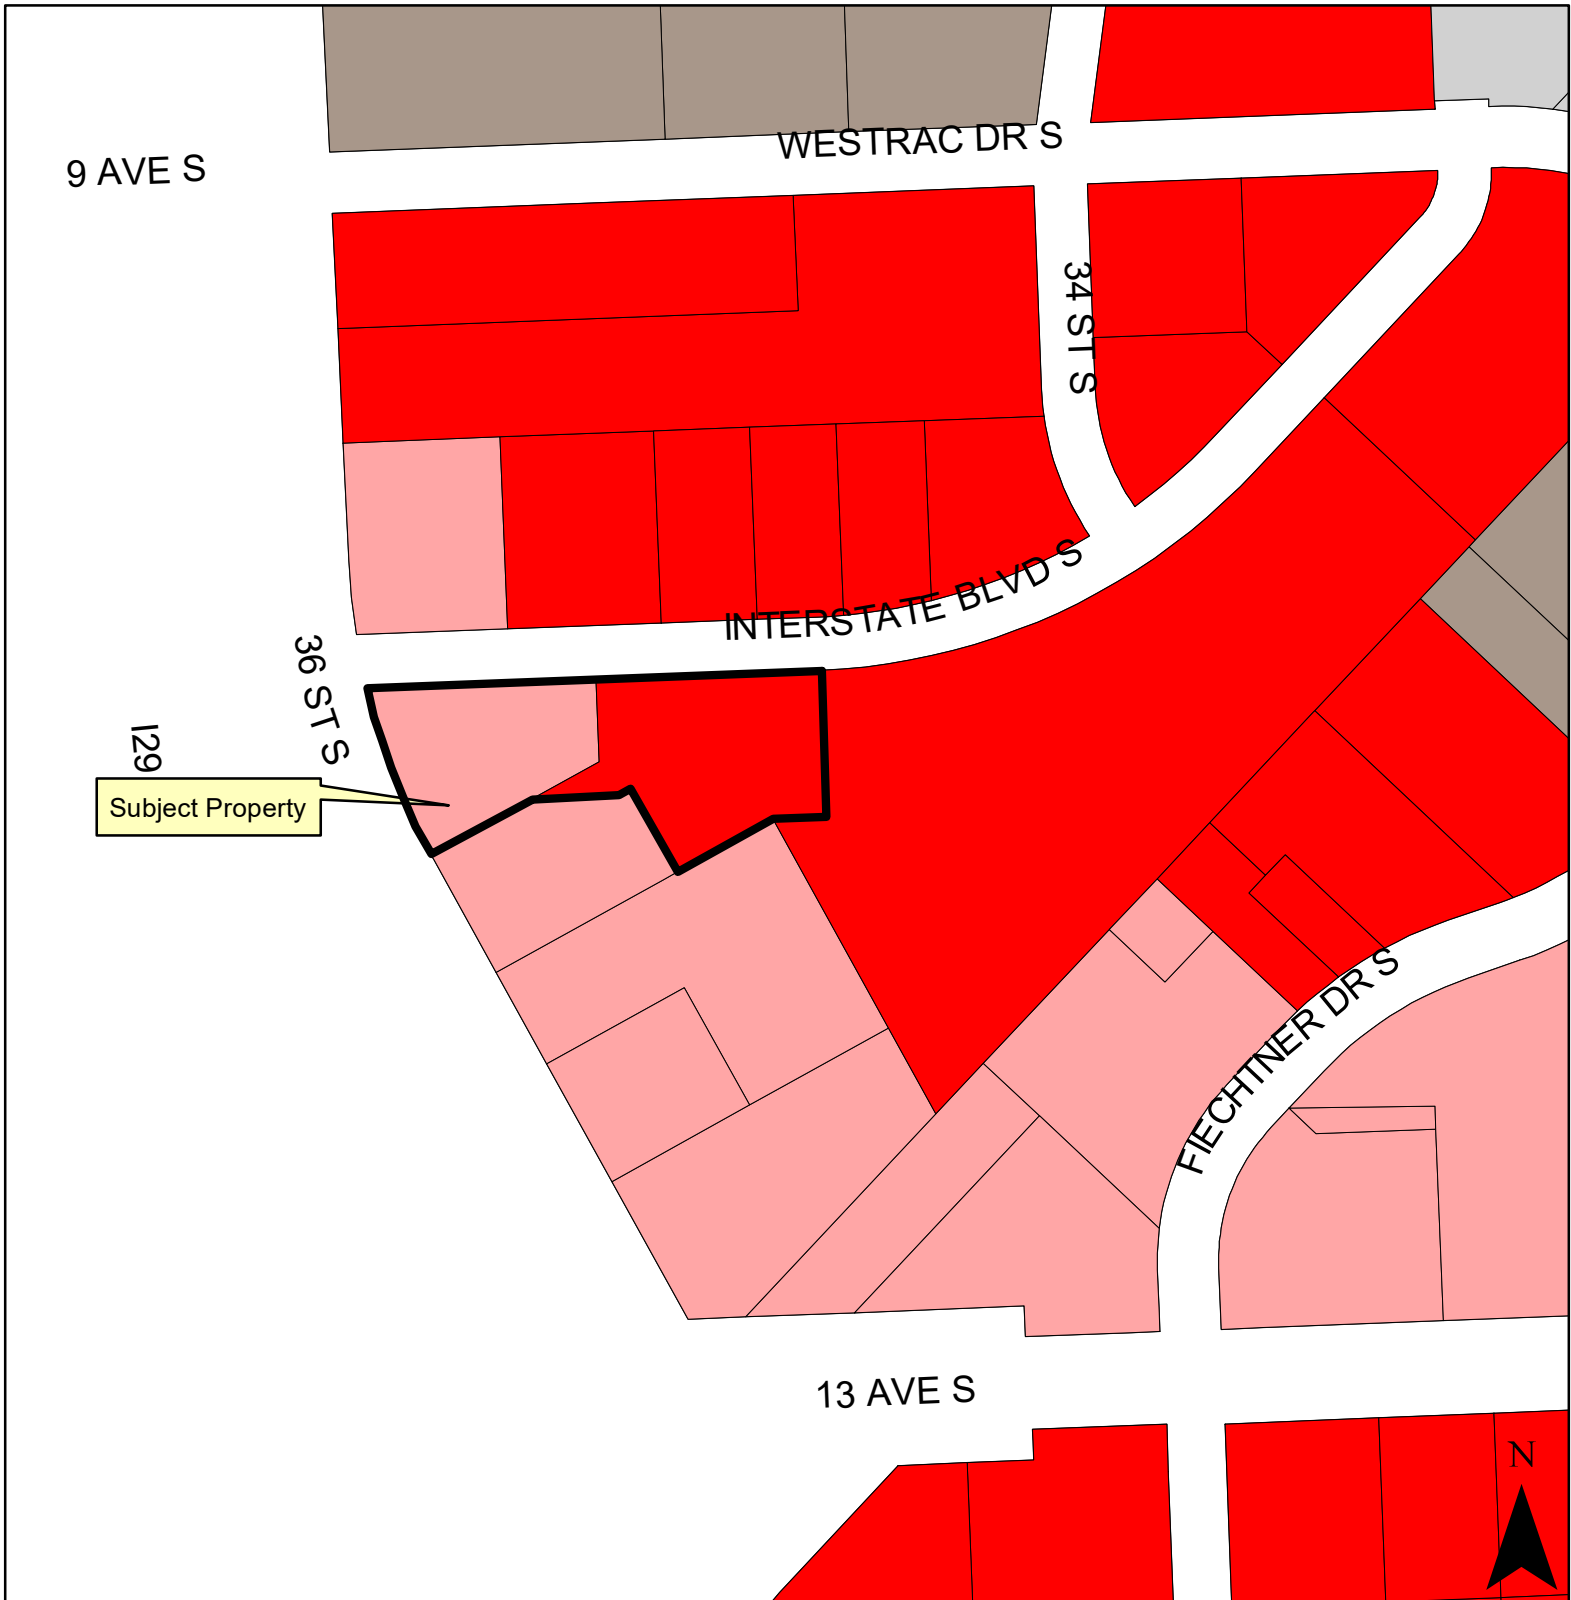 WESTRAC DR S
9 AVE S
34 ST S
INTERSTATE BLVD S
36 ST S
I29
Subject Property
FIECHTNER DR S
13 AVE S
N